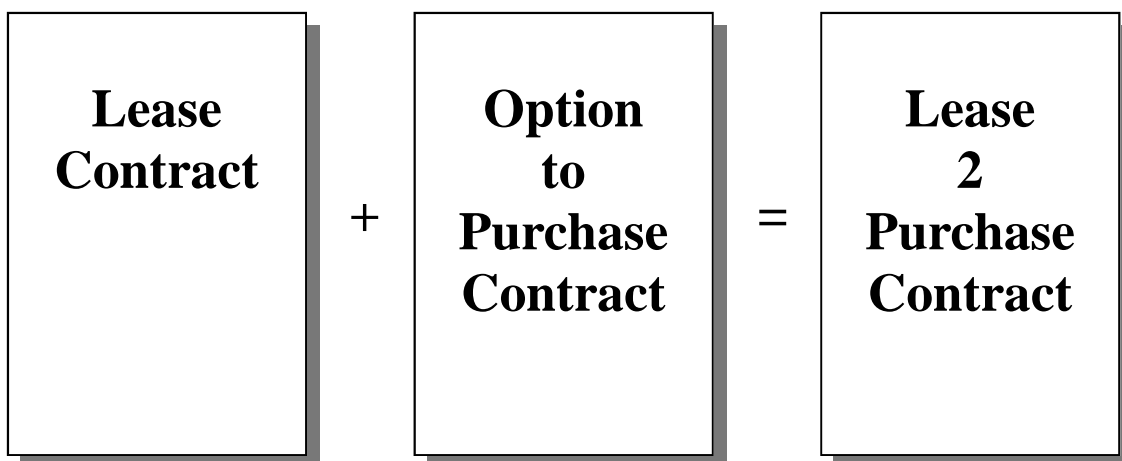 Lease
Contract
+
Option
to
Purchase
Contract
=
Lease
2
Purchase
Contract